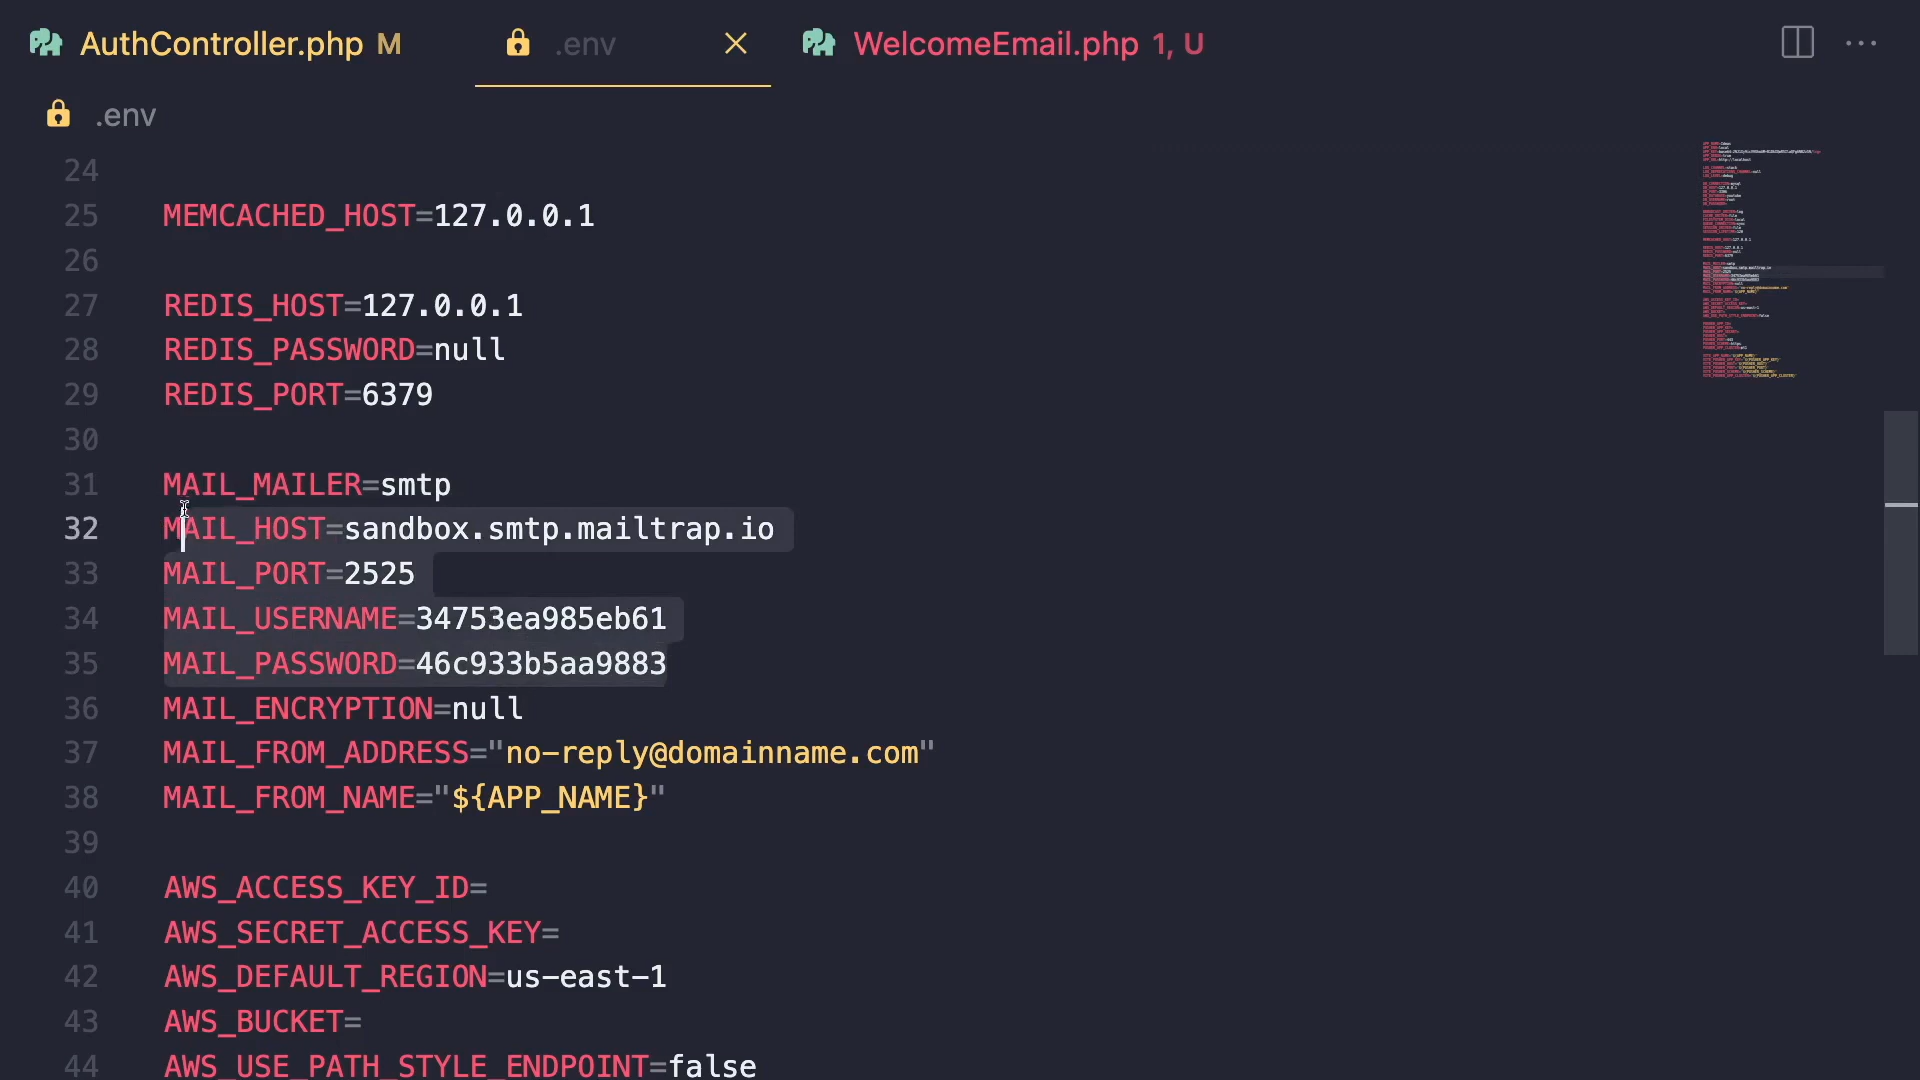 AuthController.php M
.env
WelcomeEmail.php 1, U
.env
24
25 MEMCACHED_HOST=127.0.0.1
26
27 REDIS_HOST=127.0.0.1
28 REDIS_PASSWORD=null
29 REDIS_PORT=6379
30
31 MAIL_MAILER=smtp
32 MAIL_HOST=sandbox.smtp.mailtrap.io
33 MAIL_PORT=2525
34 MAIL_USERNAME=34753ea985eb61
35 MAIL_PASSWORD=46c933b5aa9883
36 MAIL_ENCRYPTION=null
37 MAIL_FROM_ADDRESS="no-reply@domainname.com"
38 MAIL_FROM_NAME="${APP_NAME}"
39
40 AWS_ACCESS_KEY_ID=
41 AWS_SECRET_ACCESS_KEY=
42 AWS_DEFAULT_REGION=us-east-1
43 AWS_BUCKET=
44 AWS_USE_PATH_STYLE_ENDPOINT=false